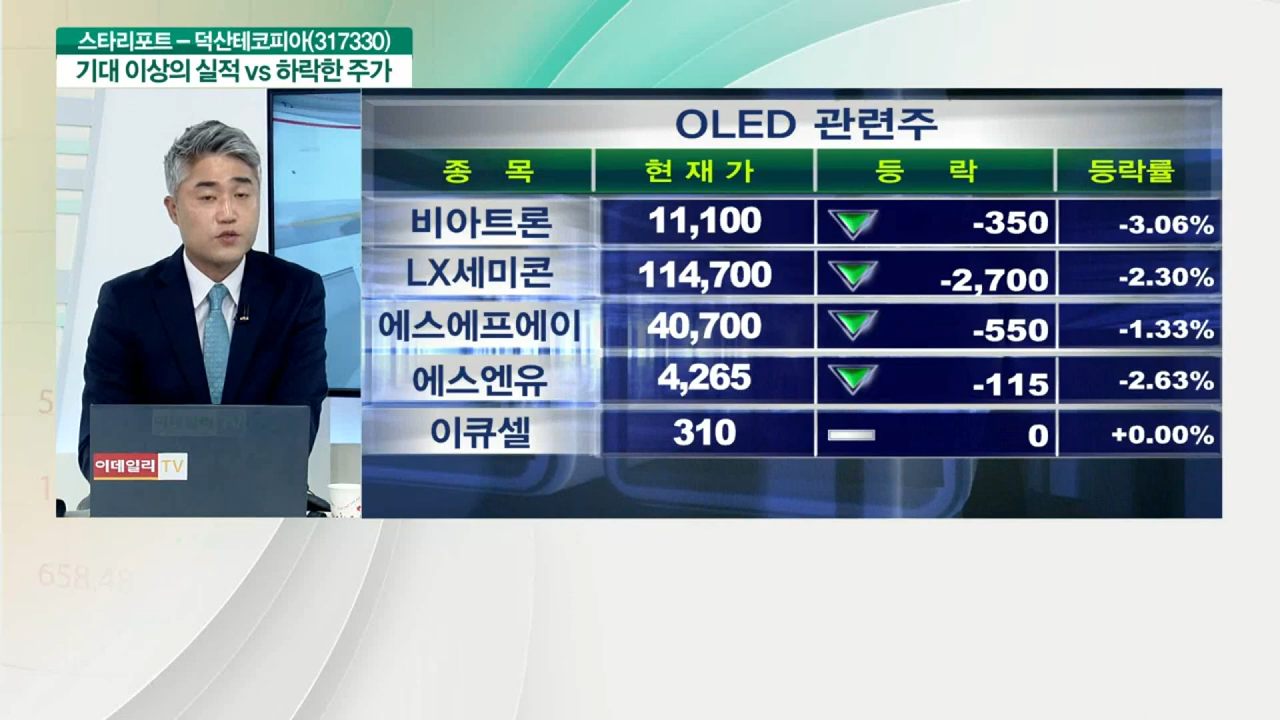 스타리포트 – 덕산테코피아(317330)
기대 이상의 실적 vs 하락한 주가
OLED 관련주
종 목 현 재 가 등 락 등락률
비아트론 11,100 -350 -3.06%
LX세미콘 114,700 -2,700 -2.30%
에스에프에이 40,700 -550 -1.33%
에스엔유 4,265 -115 -2.63%
이큐셀 310 0 +0.00%
이데일리 TV
658.48